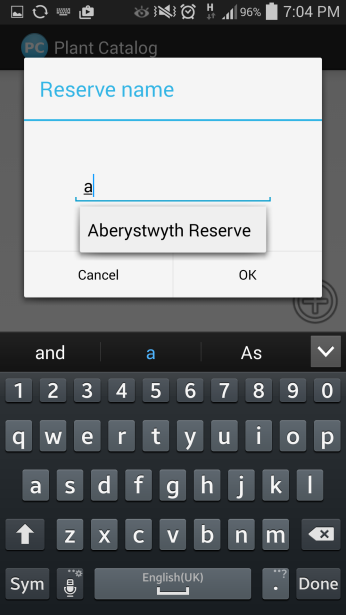 H 96% 7:04 PM
PC Plant Catalog
Reserve name
a
Aberystwyth Reserve
Cancel OK
and a As
1 2 3 4 5 6 7 8 9 0
q w e r t y u i o p
a s d f g h j k l
z x c v b n m
Sym English(UK) . ...? Done